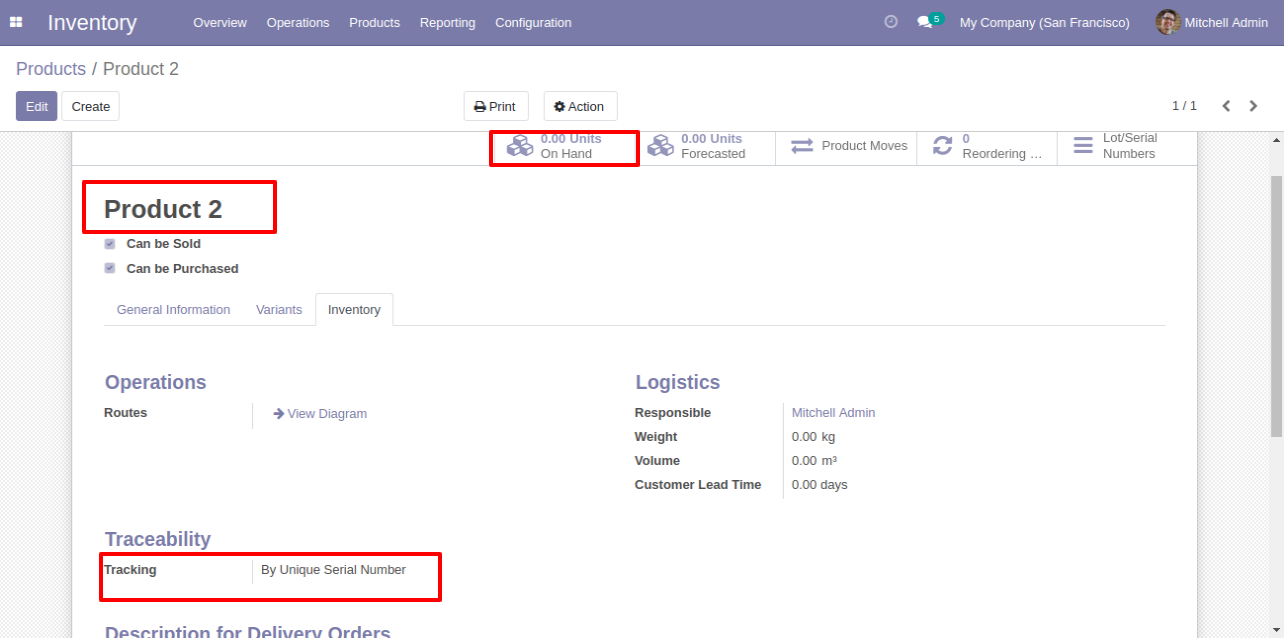 Inventory Overview Operations Products Reporting Configuration 5 My Company (San Francisco) Mitchell Admin
Products / Product 2
Edit Create Print Action 1 / 1
0.00 Units
On Hand
0.00 Units
Forecasted
Product Moves
0
Reordering ...
Lot/Serial
Numbers
Product 2
Can be Sold
Can be Purchased
General Information Variants Inventory
Operations
Routes View Diagram
Logistics
Responsible Mitchell Admin
Weight 0.00 kg
Volume 0.00 m³
Customer Lead Time 0.00 days
Traceability
Tracking By Unique Serial Number
Description for Delivery Orders